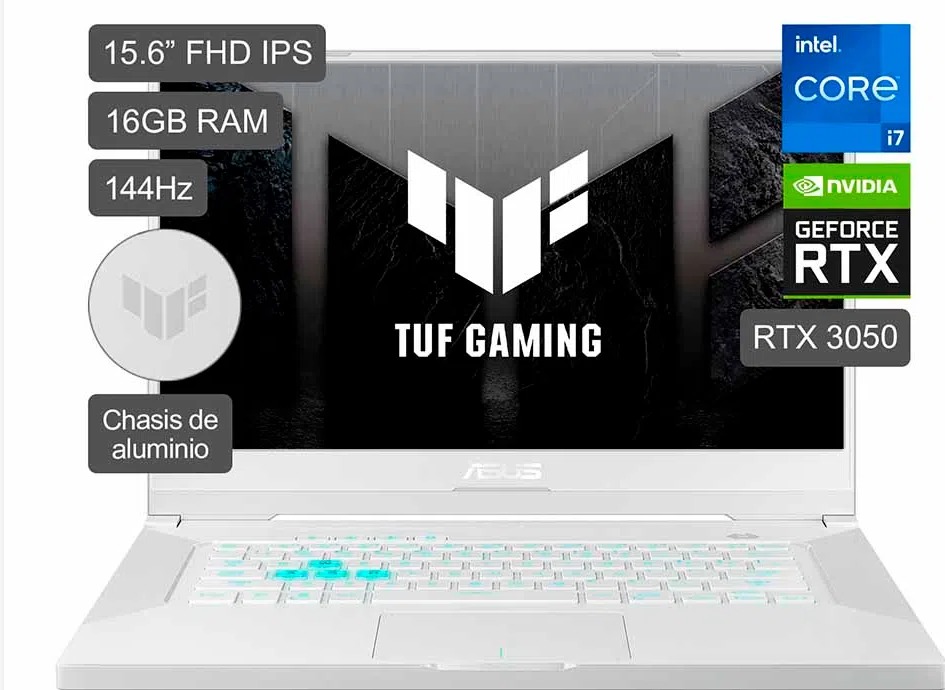 15.6” FHD IPS
16GB RAM
144Hz
Chasis de
aluminio
TUF GAMING
ASUS
intel.
CORE
i7
NVIDIA
GEFORCE
RTX
RTX 3050